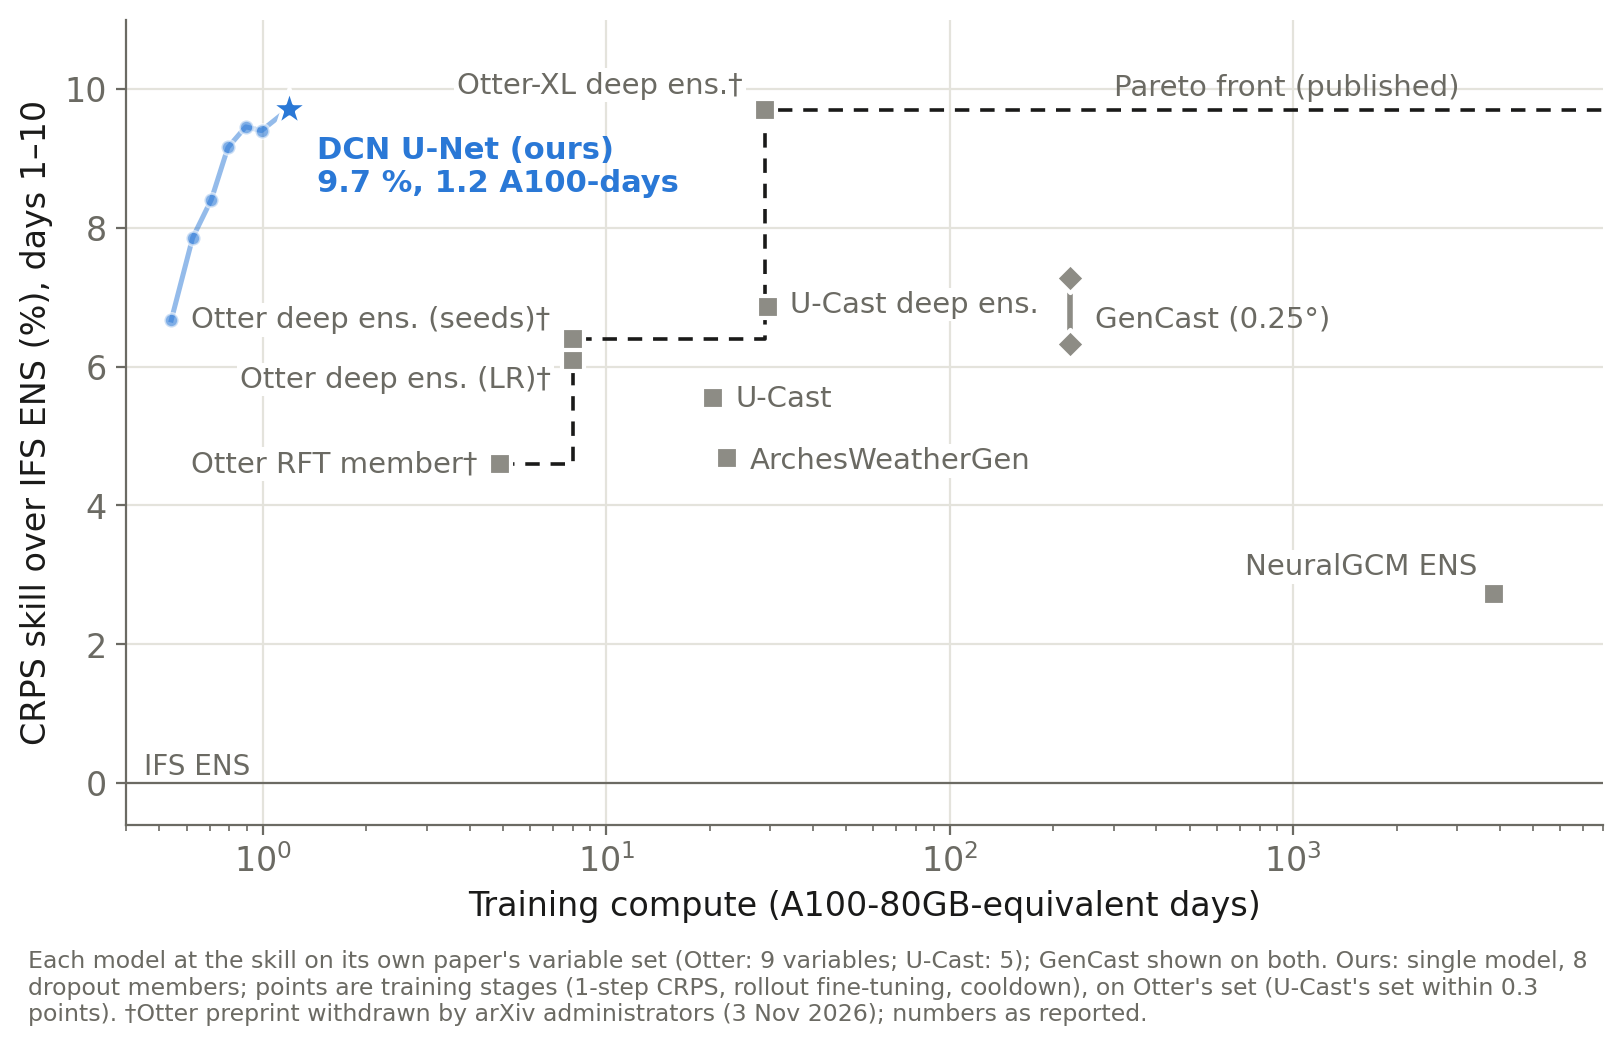 10
8
6
4
2
0
CRPS skill over IFS ENS (%), days 1–10
Otter-XL deep ens.†
Pareto front (published)
DCN U-Net (ours)
9.7 %, 1.2 A100-days
U-Cast deep ens.
Otter deep ens. (seeds)†
GenCast (0.25°)
Otter deep ens. (LR)†
U-Cast
Otter RFT member†
ArchesWeatherGen
NeuralGCM ENS
IFS ENS
10⁰ 10¹ 10² 10³
Training compute (A100-80GB-equivalent days)
Each model at the skill on its own paper's variable set (Otter: 9 variables; U-Cast: 5); GenCast shown on both. Ours: single model, 8
dropout members; points are training stages (1-step CRPS, rollout fine-tuning, cooldown), on Otter's set (U-Cast's set within 0.3
points). †Otter preprint withdrawn by arXiv administrators (3 Nov 2026); numbers as reported.